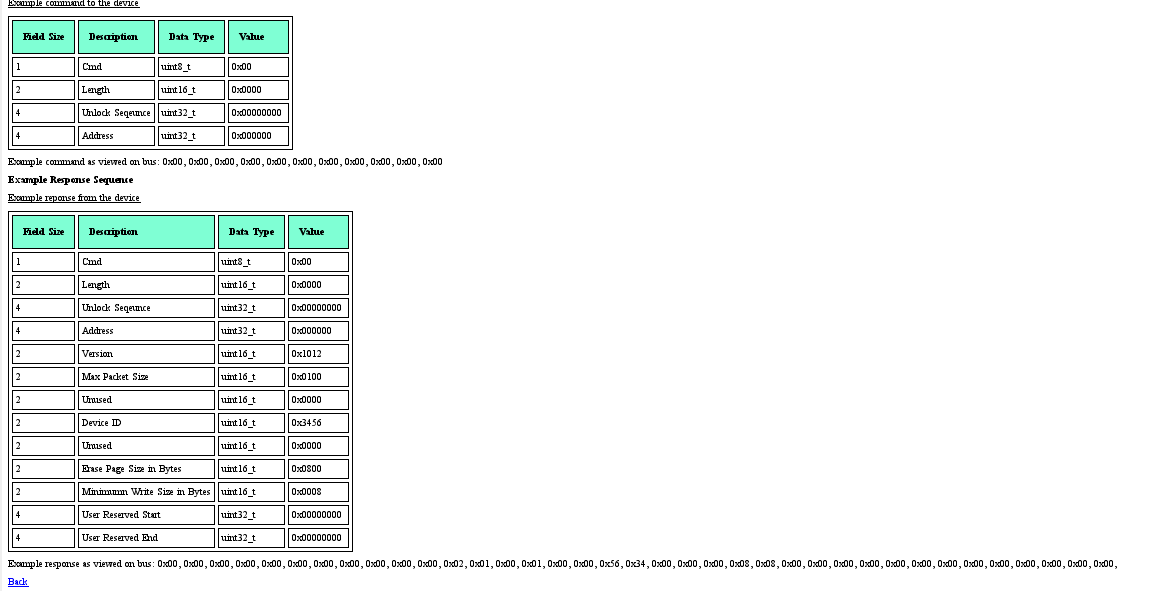 Example command to the device
Field Size Description Data Type Value
1 Cmd uint8_t 0x00
2 Length uint16_t 0x0000
4 Unlock Seqeunce uint32_t 0x00000000
4 Address uint32_t 0x000000
Example command as viewed on bus: 0x00, 0x00, 0x00, 0x00, 0x00, 0x00, 0x00, 0x00, 0x00, 0x00, 0x00
Example Response Sequence
Example reponse from the device
Field Size Description Data Type Value
1 Cmd uint8_t 0x00
2 Length uint16_t 0x0000
4 Unlock Seqeunce uint32_t 0x00000000
4 Address uint32_t 0x000000
2 Version uint16_t 0x1012
2 Max Packet Size uint16_t 0x0100
2 Unused uint16_t 0x0000
2 Device ID uint16_t 0x3456
2 Unused uint16_t 0x0000
2 Erase Page Size in Bytes uint16_t 0x0800
2 Minimumn Write Size in Bytes uint16_t 0x0008
4 User Reserved Start uint32_t 0x00000000
4 User Reserved End uint32_t 0x00000000
Example response as viewed on bus: 0x00, 0x00, 0x00, 0x00, 0x00, 0x00, 0x00, 0x00, 0x00, 0x00, 0x00, 0x02, 0x01, 0x00, 0x01, 0x00, 0x00, 0x56, 0x34, 0x00, 0x00, 0x00, 0x08, 0x08, 0x00, 0x00, 0x00, 0x00, 0x00, 0x00, 0x00, 0x00, 0x00, 0x00, 0x00, 0x00, 0x00,
Back